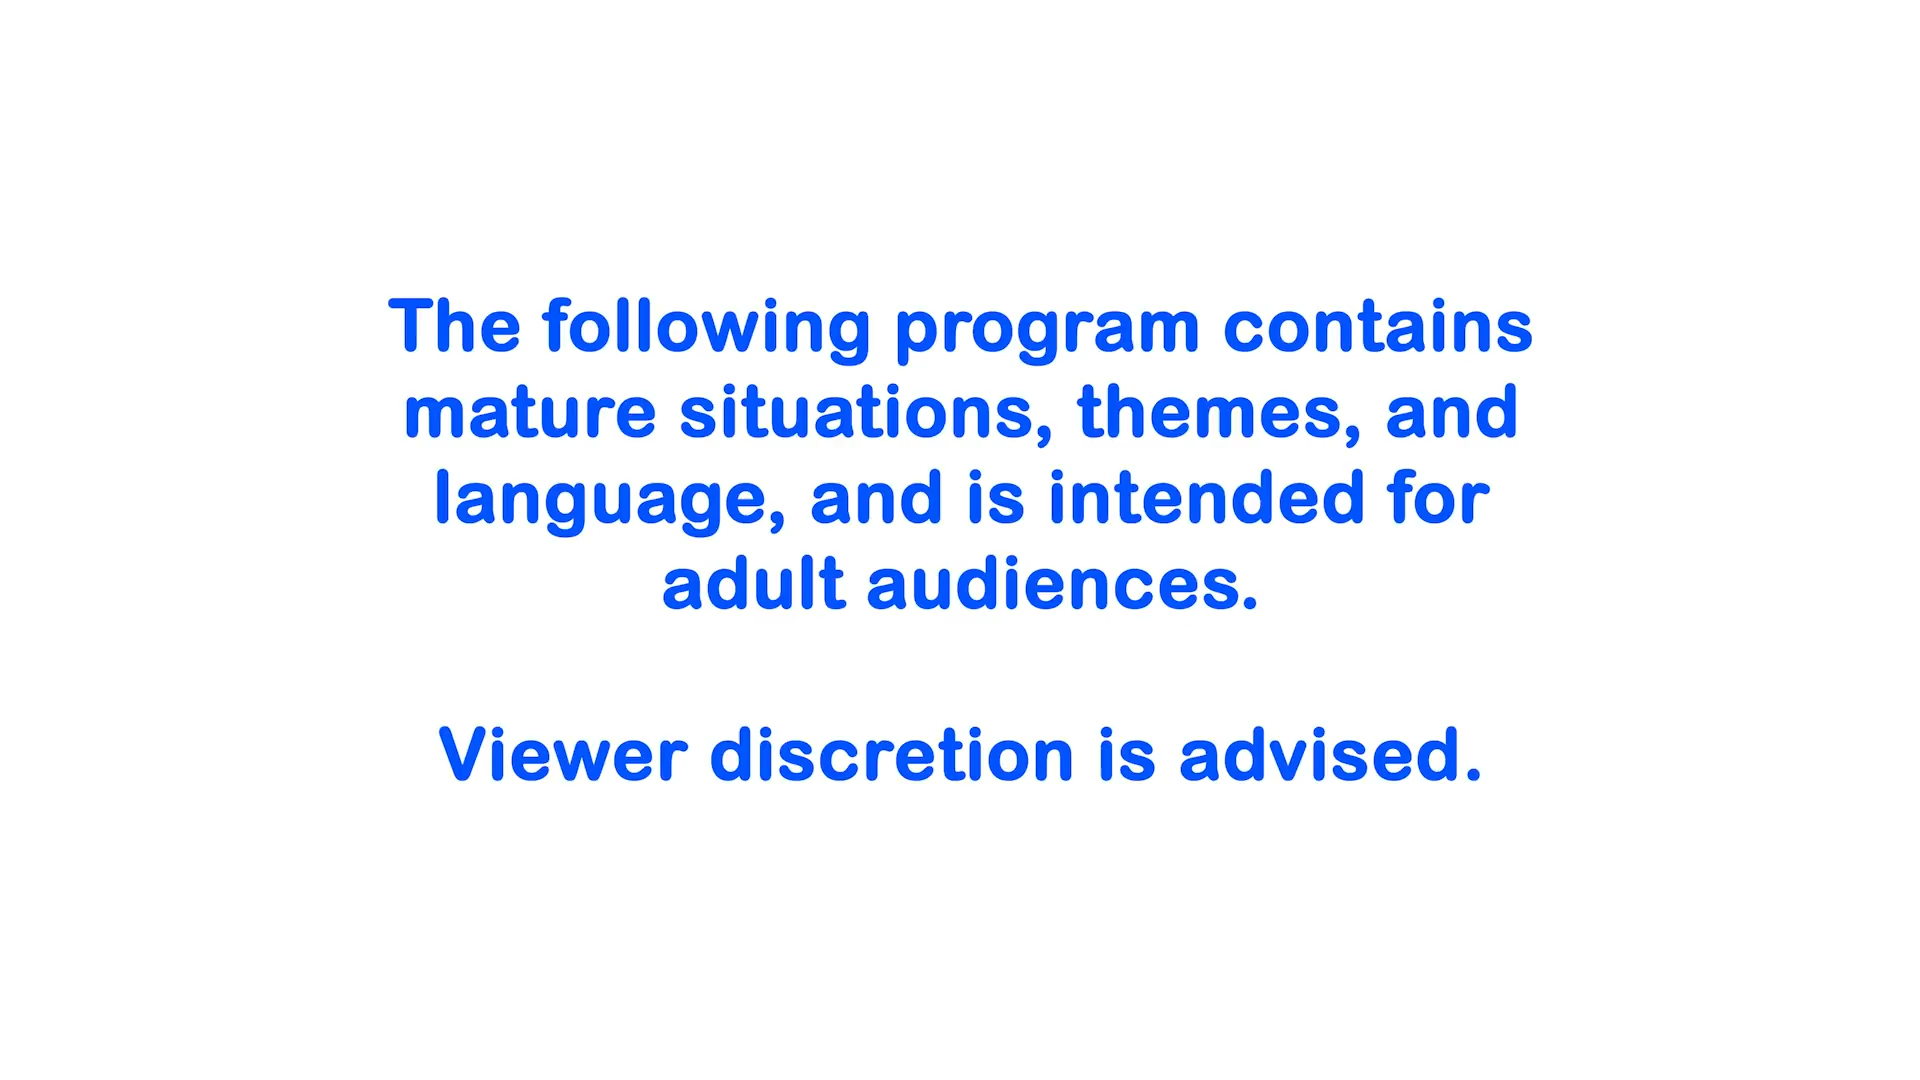 The following program contains
mature situations, themes, and
language, and is intended for
adult audiences.
Viewer discretion is advised.